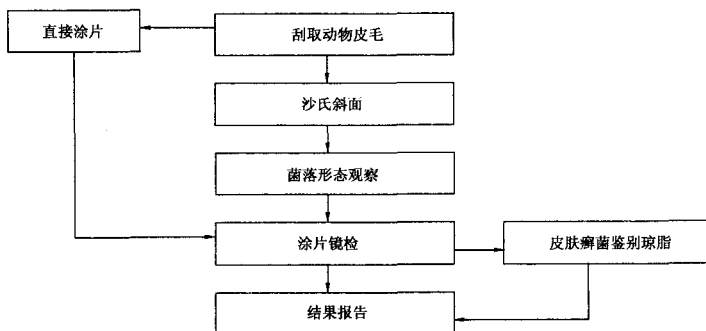 直接涂片
刮取动物皮毛
沙氏斜面
菌落形态观察
涂片镜检
皮肤癣菌鉴别琼脂
结果报告